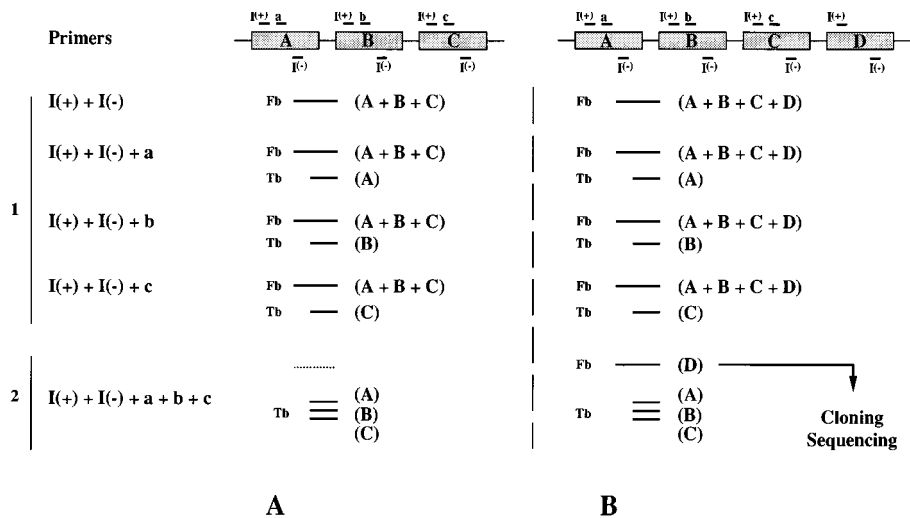 I(+) a I(+) b I(+) c I(+) a I(+) b I(+) c I(+)
Primers A B C A B C D
I(-) I(-) I(-) I(-) I(-) I(-) I(-)
I(+) + I(-) Fb (A + B + C) Fb (A + B + C + D)
I(+) + I(-) + a Fb (A + B + C) Fb (A + B + C + D)
Tb (A) Tb (A)
1
I(+) + I(-) + b Fb (A + B + C) Fb (A + B + C + D)
Tb (B) Tb (B)
I(+) + I(-) + c Fb (A + B + C) Fb (A + B + C + D)
Tb (C) Tb (C)
Fb (D)
(A) (A)
2 I(+) + I(-) + a + b + c Tb (B) Tb (B)
(C) (C)
Cloning
Sequencing
A B